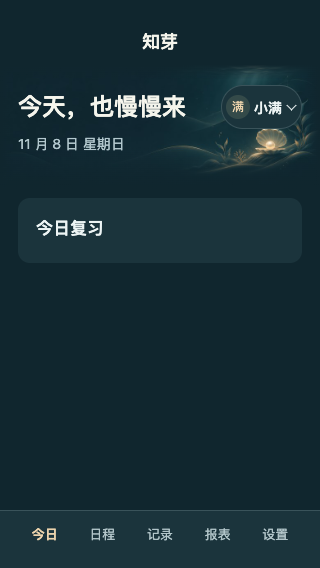 知芽
今天，也慢慢来
满 小满
11 月 8 日 星期日
今日复习
今日 日程 记录 报表 设置